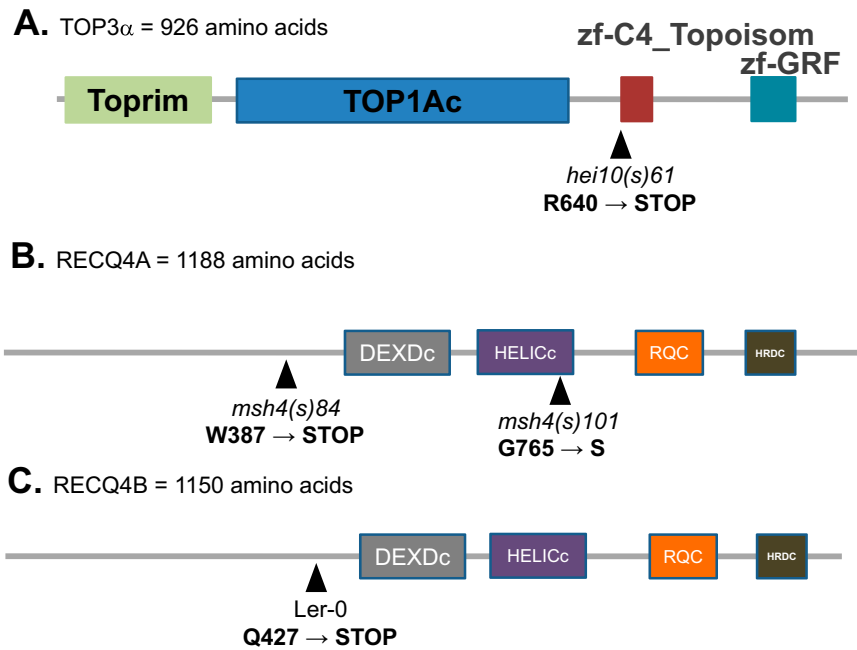 A. TOP3α = 926 amino acids
zf-C4_Topoisom
zf-GRF
Toprim
TOP1Ac
hei10(s)61
R640 → STOP
B. RECQ4A = 1188 amino acids
DEXDc
HELICc
RQC
HRDC
msh4(s)84
W387 → STOP
msh4(s)101
G765 → S
C. RECQ4B = 1150 amino acids
DEXDc
HELICc
RQC
HRDC
Ler-0
Q427 → STOP